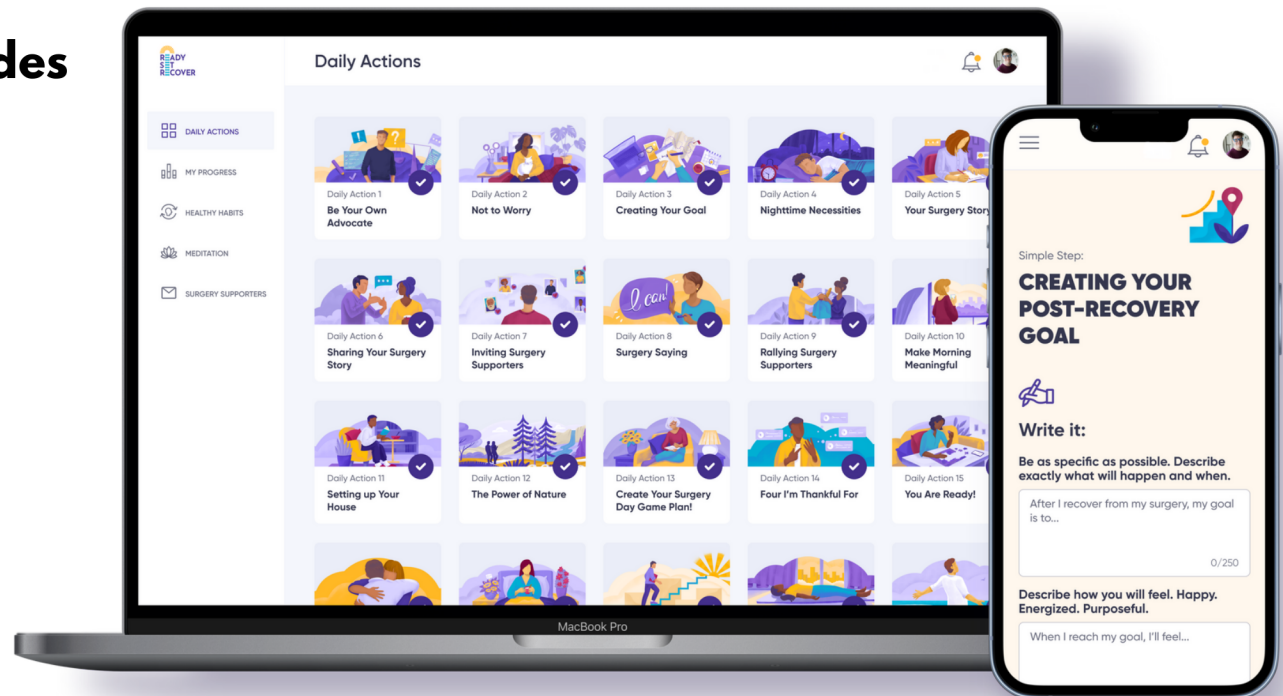 des
READY
SET
RECOVER
Daily Actions
DAILY ACTIONS
MY PROGRESS
HEALTHY HABITS
MEDITATION
SURGERY SUPPORTERS
Daily Action 1
Be Your Own
Advocate
Daily Action 2
Not to Worry
Daily Action 3
Creating Your Goal
Daily Action 4
Nighttime Necessities
Daily Action 5
Your Surgery Story
Daily Action 6
Sharing Your Surgery
Story
Daily Action 7
Inviting Surgery
Supporters
I can!
Daily Action 8
Surgery Saying
Daily Action 9
Rallying Surgery
Supporters
Daily Action 10
Make Morning
Meaningful
Daily Action 11
Setting up Your
House
Daily Action 12
The Power of Nature
Daily Action 13
Create Your Surgery
Day Game Plan!
Daily Action 14
Four I'm Thankful For
Daily Action 15
You Are Ready!
MacBook Pro
Simple Step:
CREATING YOUR
POST-RECOVERY
GOAL
Write it:
Be as specific as possible. Describe
exactly what will happen and when.
After I recover from my surgery, my goal
is to...
0/250
Describe how you will feel. Happy.
Energized. Purposeful.
When I reach my goal, I'll feel...